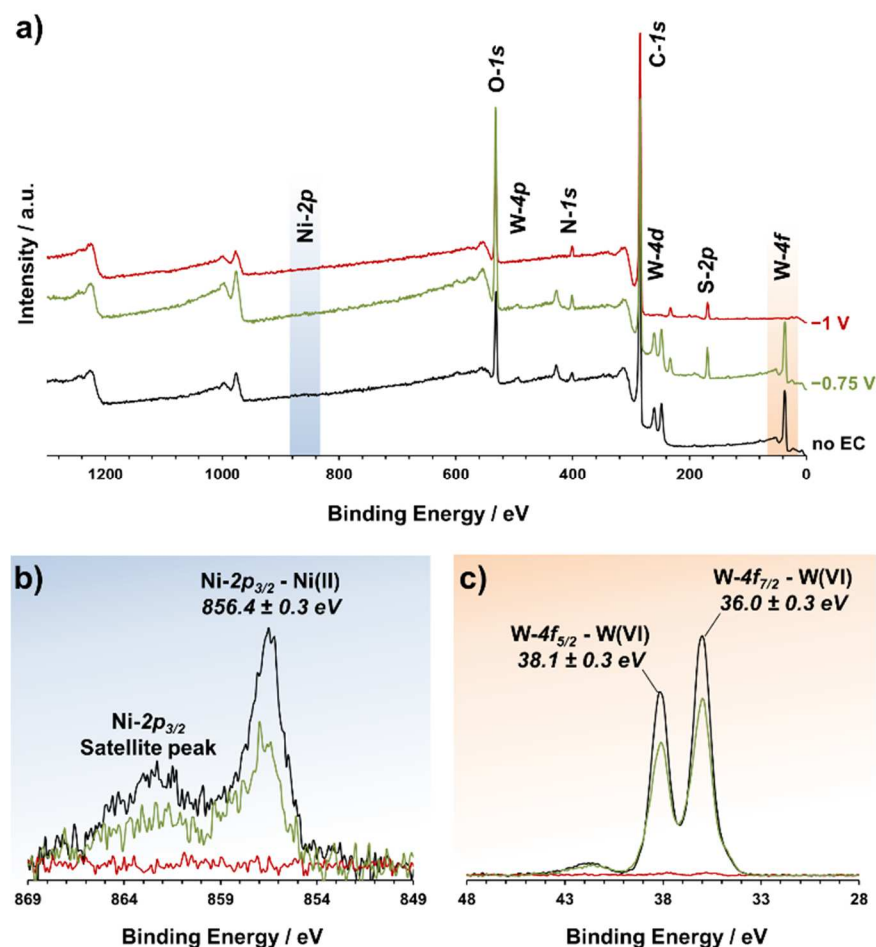 a)
O-1s
C-1s
Ni-2p
W-4p
N-1s
W-4d
S-2p
W-4f
Intensity / a.u.
−1 V
−0.75 V
no EC
1200 1000 800 600 400 200 0
Binding Energy / eV
b)
Ni-2p3/2 - Ni(II)
856.4 ± 0.3 eV
Ni-2p3/2
Satellite peak
869 864 859 854 849
Binding Energy / eV
c)
W-4f7/2 - W(VI)
36.0 ± 0.3 eV
W-4f5/2 - W(VI)
38.1 ± 0.3 eV
48 43 38 33 28
Binding Energy / eV